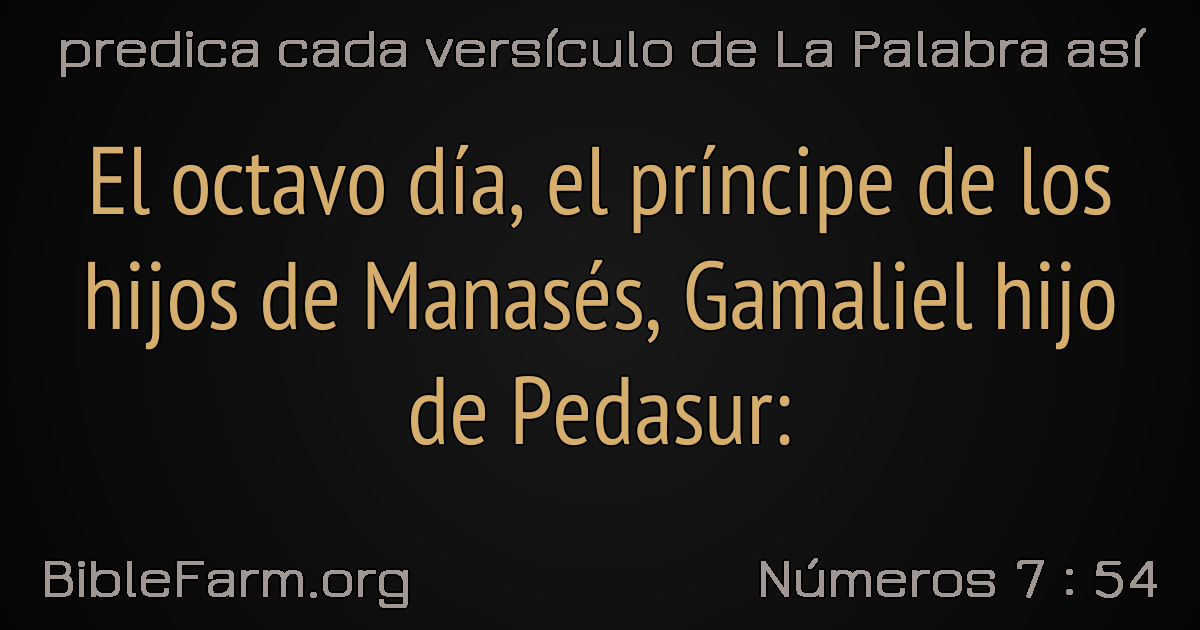 predica cada versículo de La Palabra así
El octavo día, el príncipe de los
hijos de Manasés, Gamaliel hijo
de Pedasur:
BibleFarm.org
Números 7 : 54